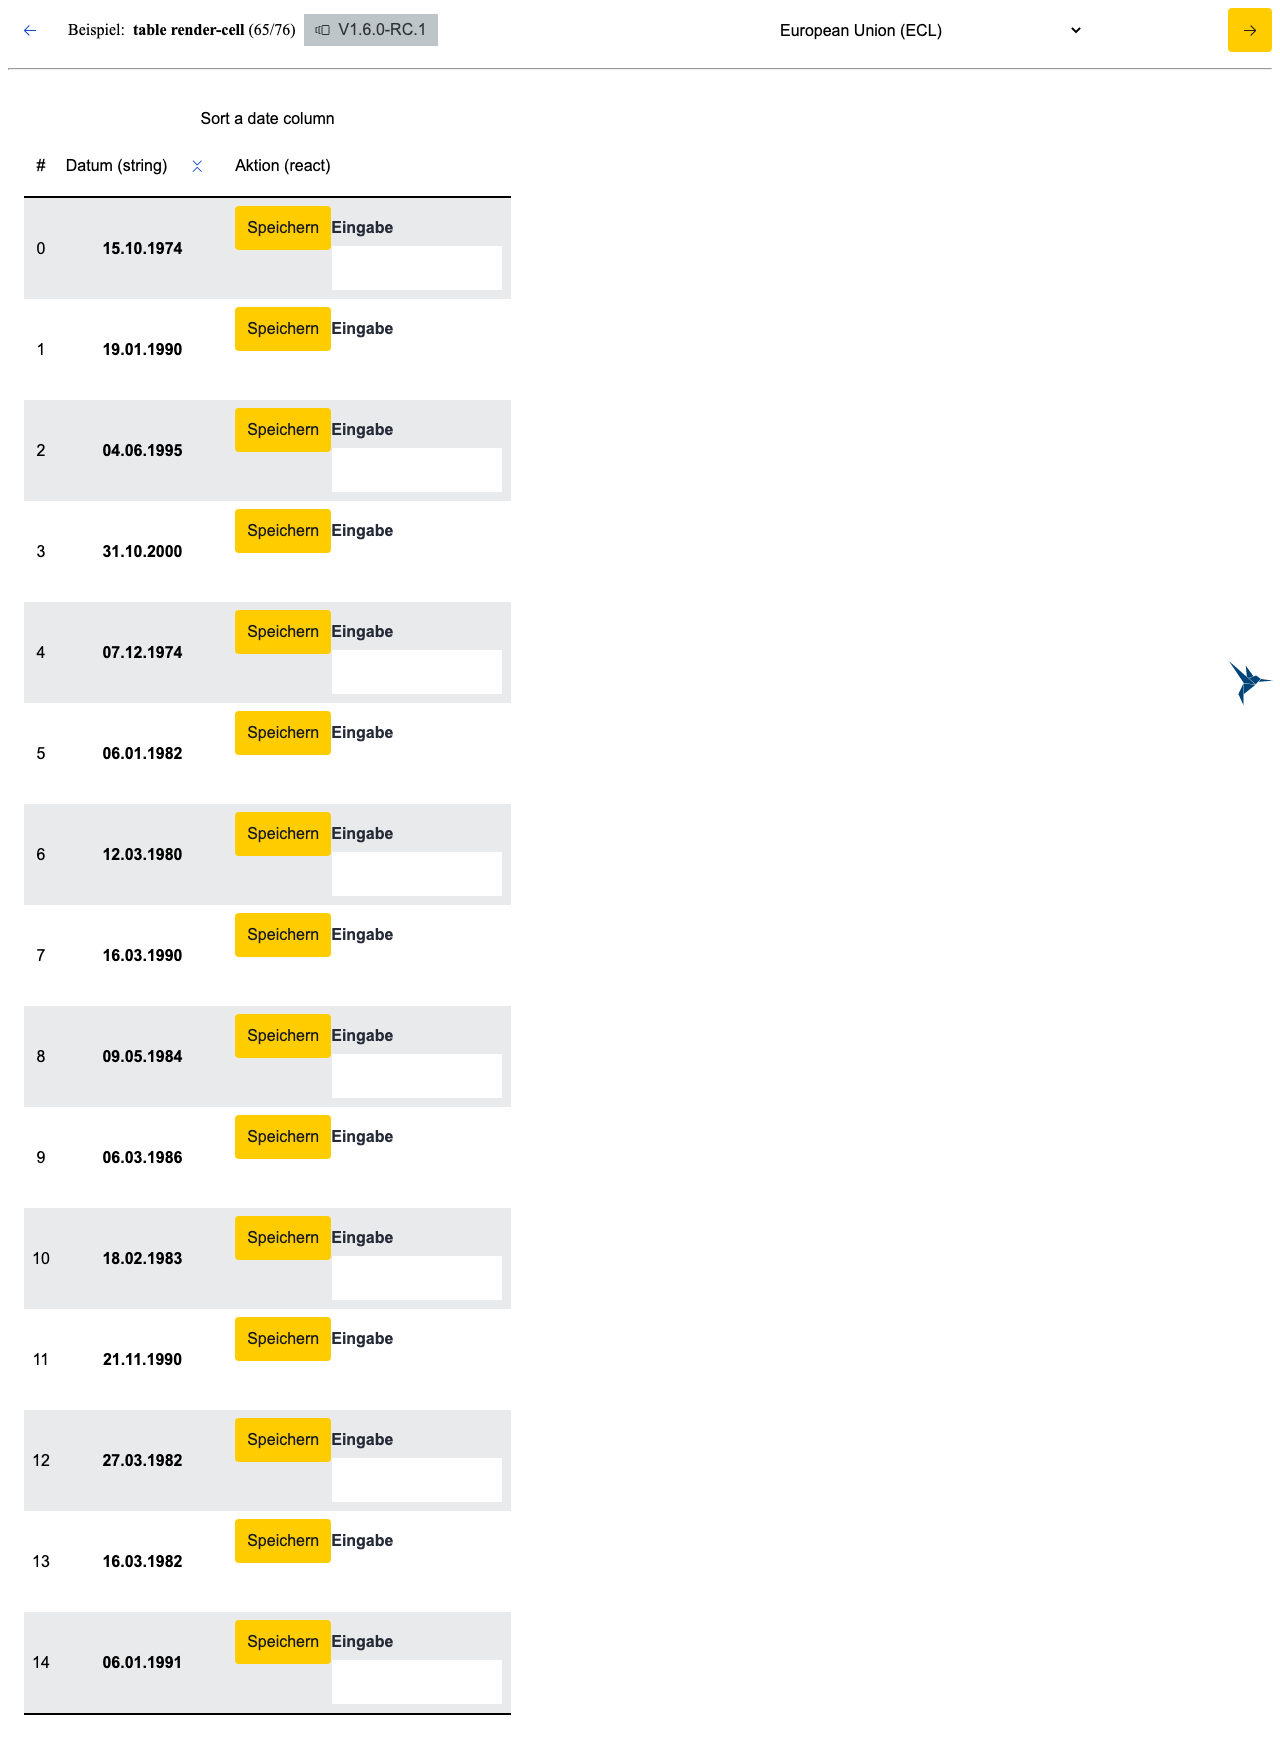 Beispiel: table render-cell (65/76) V1.6.0-RC.1 European Union (ECL)
Sort a date column
# Datum (string) Aktion (react)
Speichern Eingabe
0 15.10.1974
Speichern Eingabe
1 19.01.1990
Speichern Eingabe
2 04.06.1995
Speichern Eingabe
3 31.10.2000
Speichern Eingabe
4 07.12.1974
Speichern Eingabe
5 06.01.1982
Speichern Eingabe
6 12.03.1980
Speichern Eingabe
7 16.03.1990
Speichern Eingabe
8 09.05.1984
Speichern Eingabe
9 06.03.1986
Speichern Eingabe
10 18.02.1983
Speichern Eingabe
11 21.11.1990
Speichern Eingabe
12 27.03.1982
Speichern Eingabe
13 16.03.1982
Speichern Eingabe
14 06.01.1991